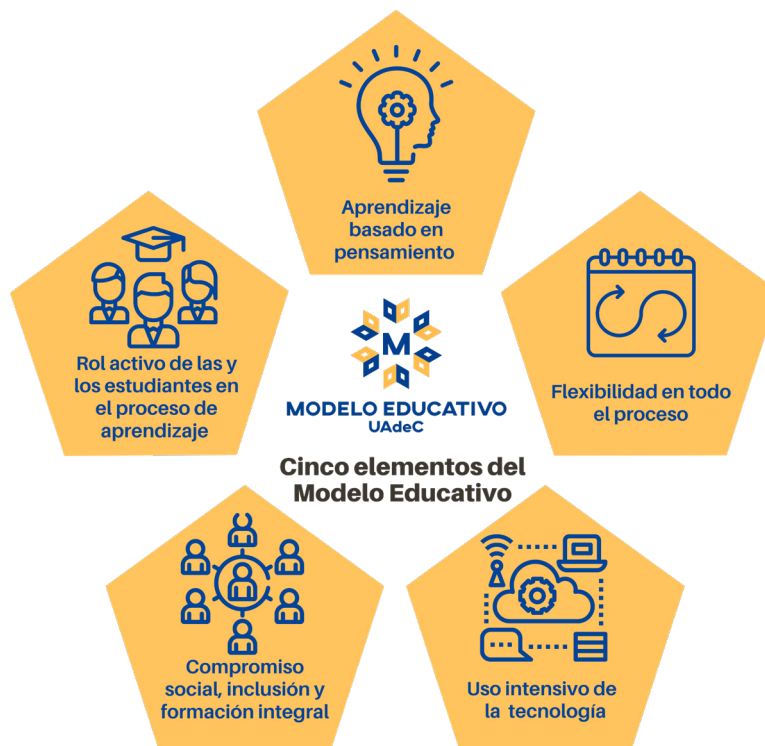 Aprendizaje
basado en
pensamiento
Rol activo de las y
los estudiantes en
el proceso de
aprendizaje
Flexibilidad en todo
el proceso
M
MODELO EDUCATIVO
UAdeC
Cinco elementos del
Modelo Educativo
Compromiso
social, inclusión y
formación integral
Uso intensivo de
la tecnología